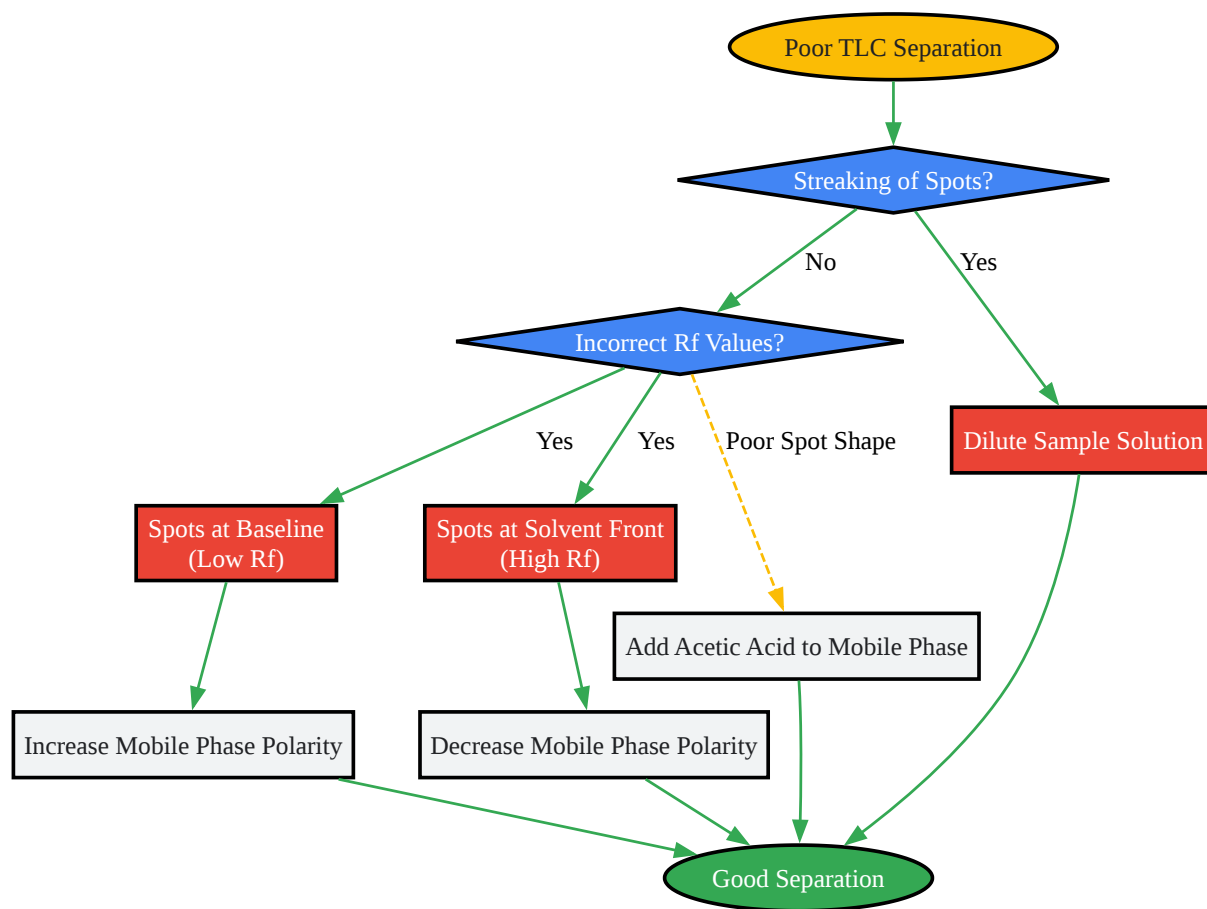 Poor TLC Separation
Streaking of Spots?
No
Yes
Incorrect Rf Values?
Yes
Yes
Poor Spot Shape
Dilute Sample Solution
Spots at Baseline
(Low Rf)
Spots at Solvent Front
(High Rf)
Add Acetic Acid to Mobile Phase
Increase Mobile Phase Polarity
Decrease Mobile Phase Polarity
Good Separation